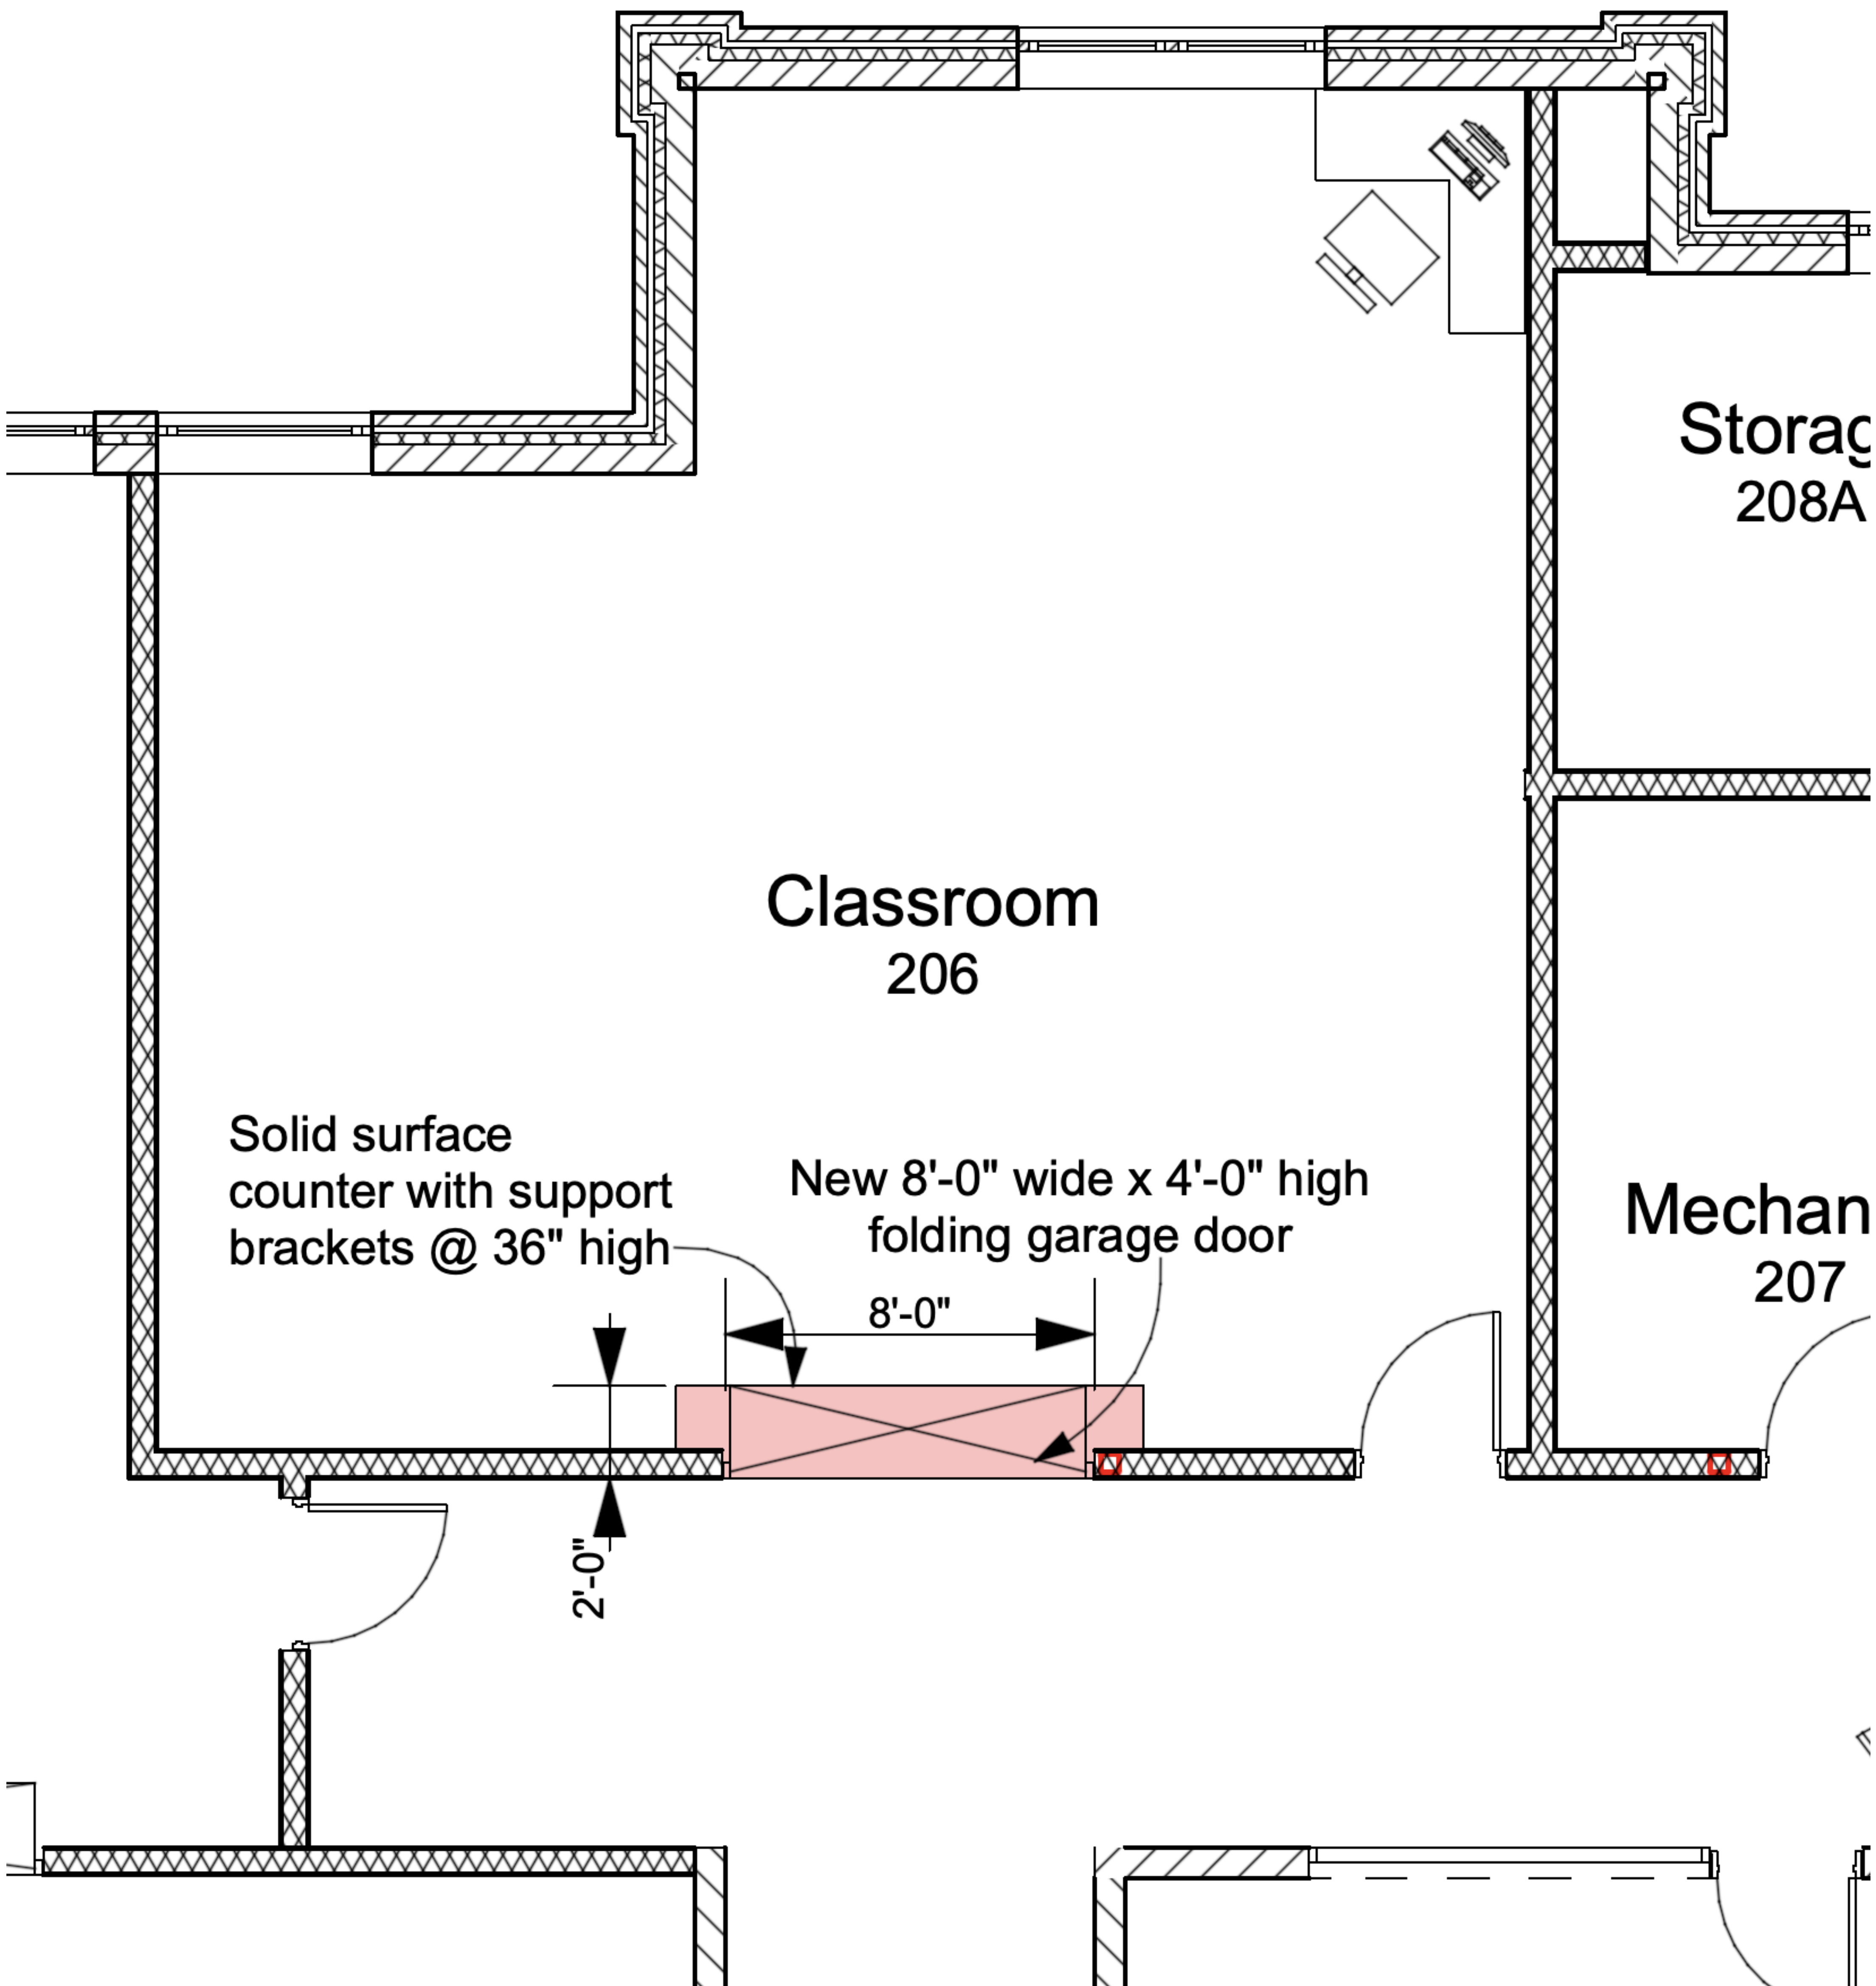 Storag
208A
Classroom
206
Solid surface
counter with support
brackets @ 36" high
New 8'-0" wide x 4'-0" high
folding garage door
8'-0"
Mechan
207
2'-0"